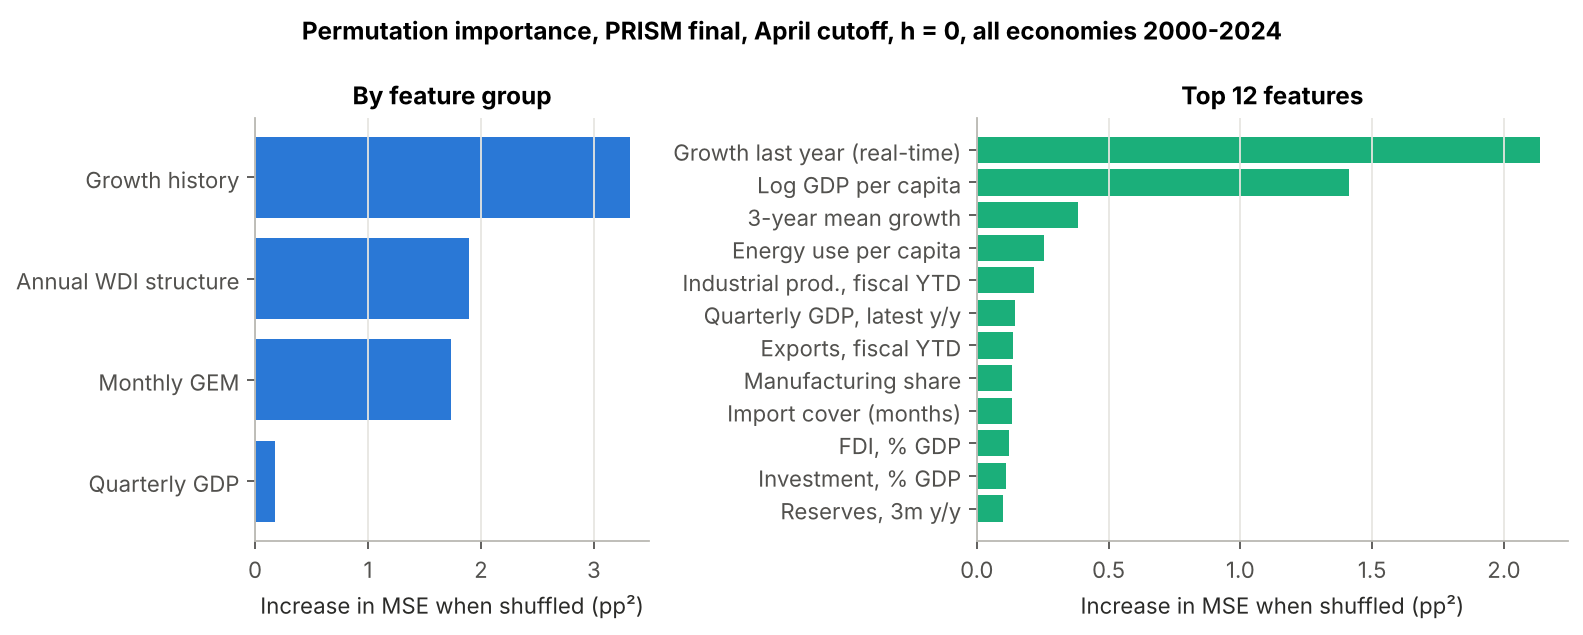 Permutation importance, PRISM final, April cutoff, h = 0, all economies 2000-2024
By feature group
Growth history
Annual WDI structure
Monthly GEM
Quarterly GDP
0 1 2 3
Increase in MSE when shuffled (pp²)
Top 12 features
Growth last year (real-time)
Log GDP per capita
3-year mean growth
Energy use per capita
Industrial prod., fiscal YTD
Quarterly GDP, latest y/y
Exports, fiscal YTD
Manufacturing share
Import cover (months)
FDI, % GDP
Investment, % GDP
Reserves, 3m y/y
0.0 0.5 1.0 1.5 2.0
Increase in MSE when shuffled (pp²)